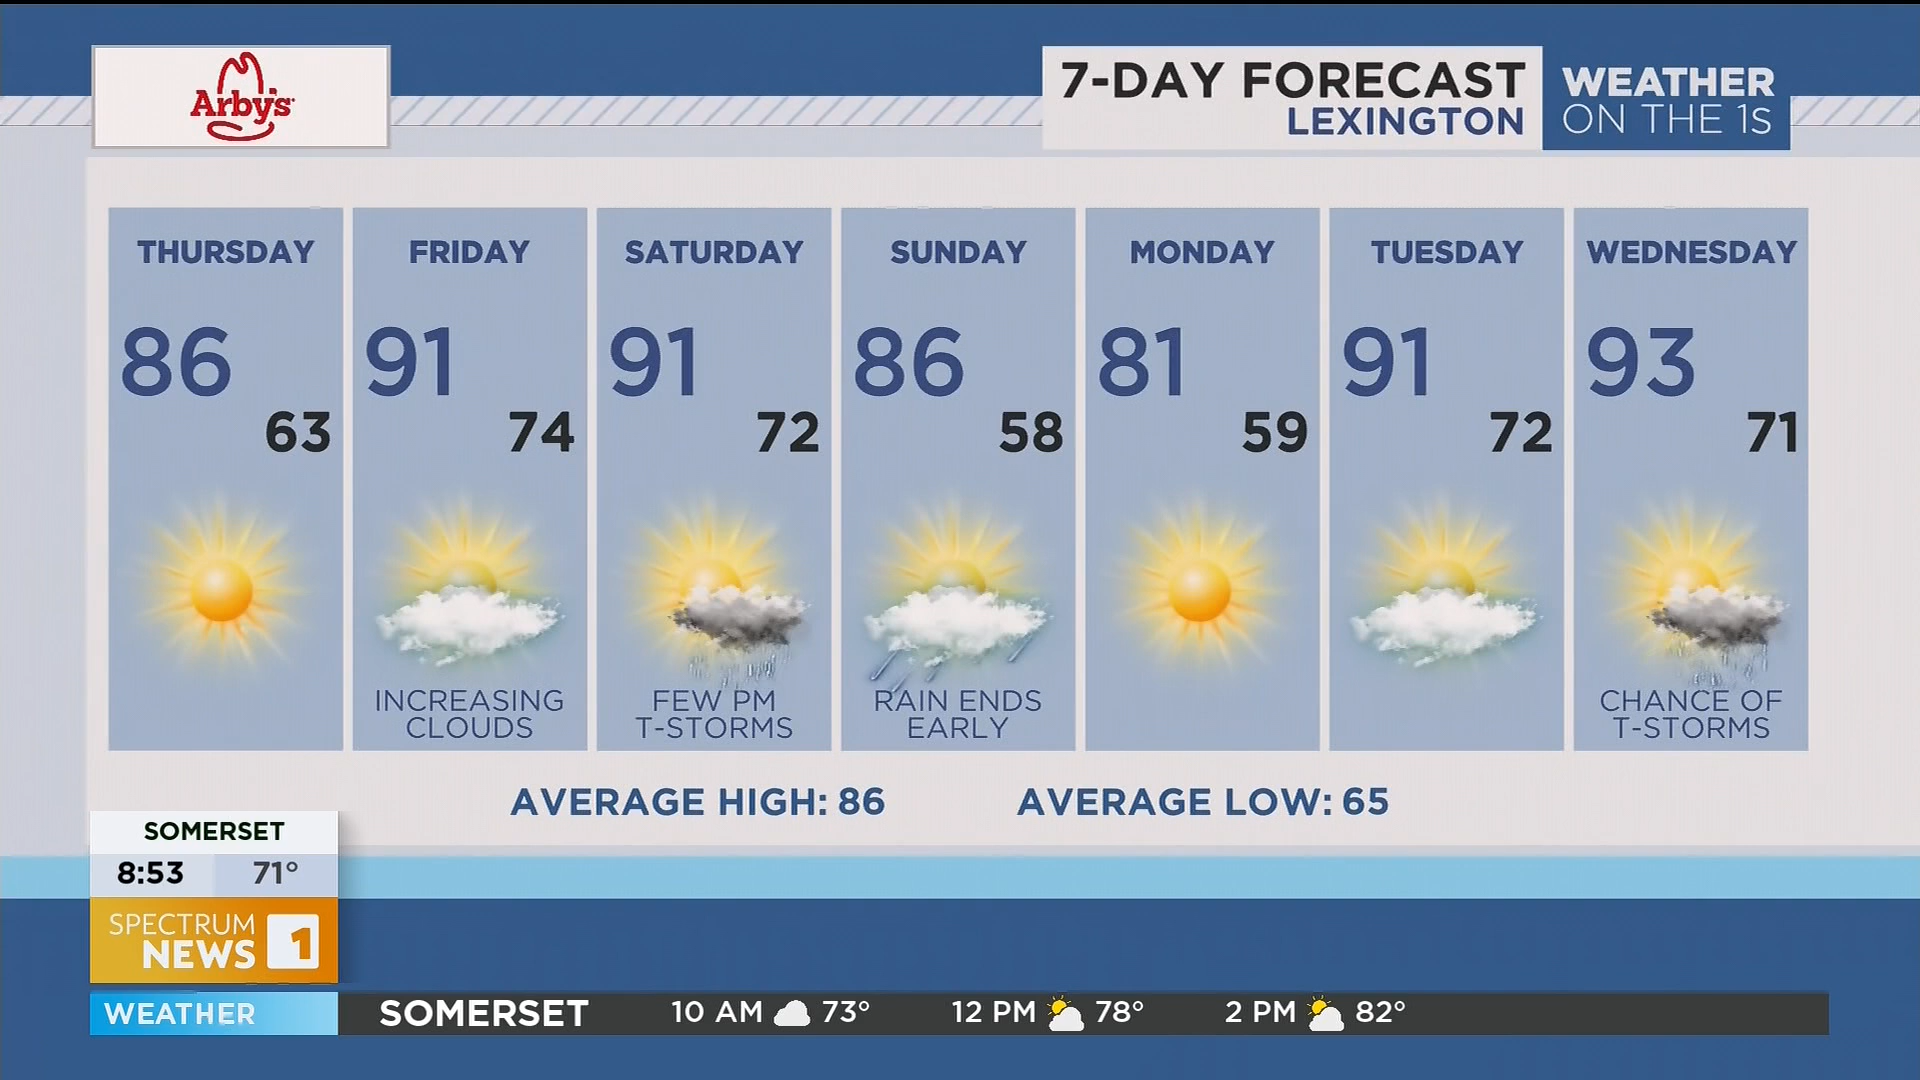 Arby's
7-DAY FORECAST
LEXINGTON
WEATHER
ON THE 1S
THURSDAY
86
63
FRIDAY
91
74
INCREASING
CLOUDS
SATURDAY
91
72
FEW PM
T-STORMS
SUNDAY
86
58
RAIN ENDS
EARLY
MONDAY
81
59
TUESDAY
91
72
WEDNESDAY
93
71
CHANCE OF
T-STORMS
AVERAGE HIGH: 86
AVERAGE LOW: 65
SOMERSET
8:53 71°
SPECTRUM
NEWS 1
WEATHER
SOMERSET 10 AM 73° 12 PM 78° 2 PM 82°